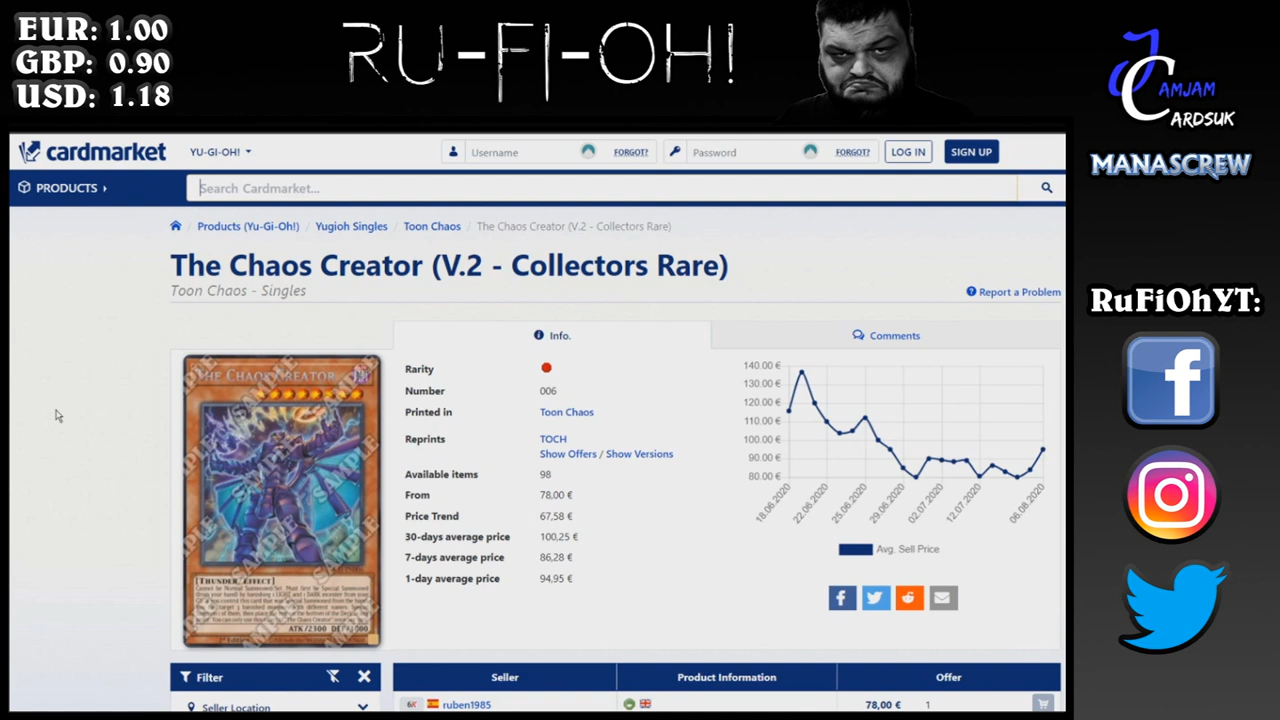 EUR: 1.00
GBP: 0.90
USD: 1.18
RU-FI-OH!
JAMJAM
CARDSUK
MANASCREW
RuFiOhYT:
cardmarket
YU-GI-OH!
Username
FORGOT?
Password
FORGOT?
LOG IN
SIGN UP
PRODUCTS
Search Cardmarket...
Products (Yu-Gi-Oh!) / Yugioh Singles / Toon Chaos / The Chaos Creator (V.2 - Collectors Rare)
The Chaos Creator (V.2 - Collectors Rare)
Toon Chaos - Singles
Report a Problem
Info.
Comments
THE CHAOS CREATOR
SAMPLE
[THUNDER/EFFECT]
Rarity
Number 006
Printed in Toon Chaos
Reprints TOCH
Show Offers / Show Versions
Available items 98
From 78,00 €
Price Trend 67,58 €
30-days average price 100,25 €
7-days average price 86,28 €
1-day average price 94,95 €
140.00 €
130.00 €
120.00 €
110.00 €
100.00 €
90.00 €
80.00 €
18.06.2020
22.06.2020
25.06.2020
29.06.2020
02.07.2020
12.07.2020
06.08.2020
Avg. Sell Price
Filter
Seller
Product Information
Offer
Seller Location
6K ruben1985
78,00 € 1